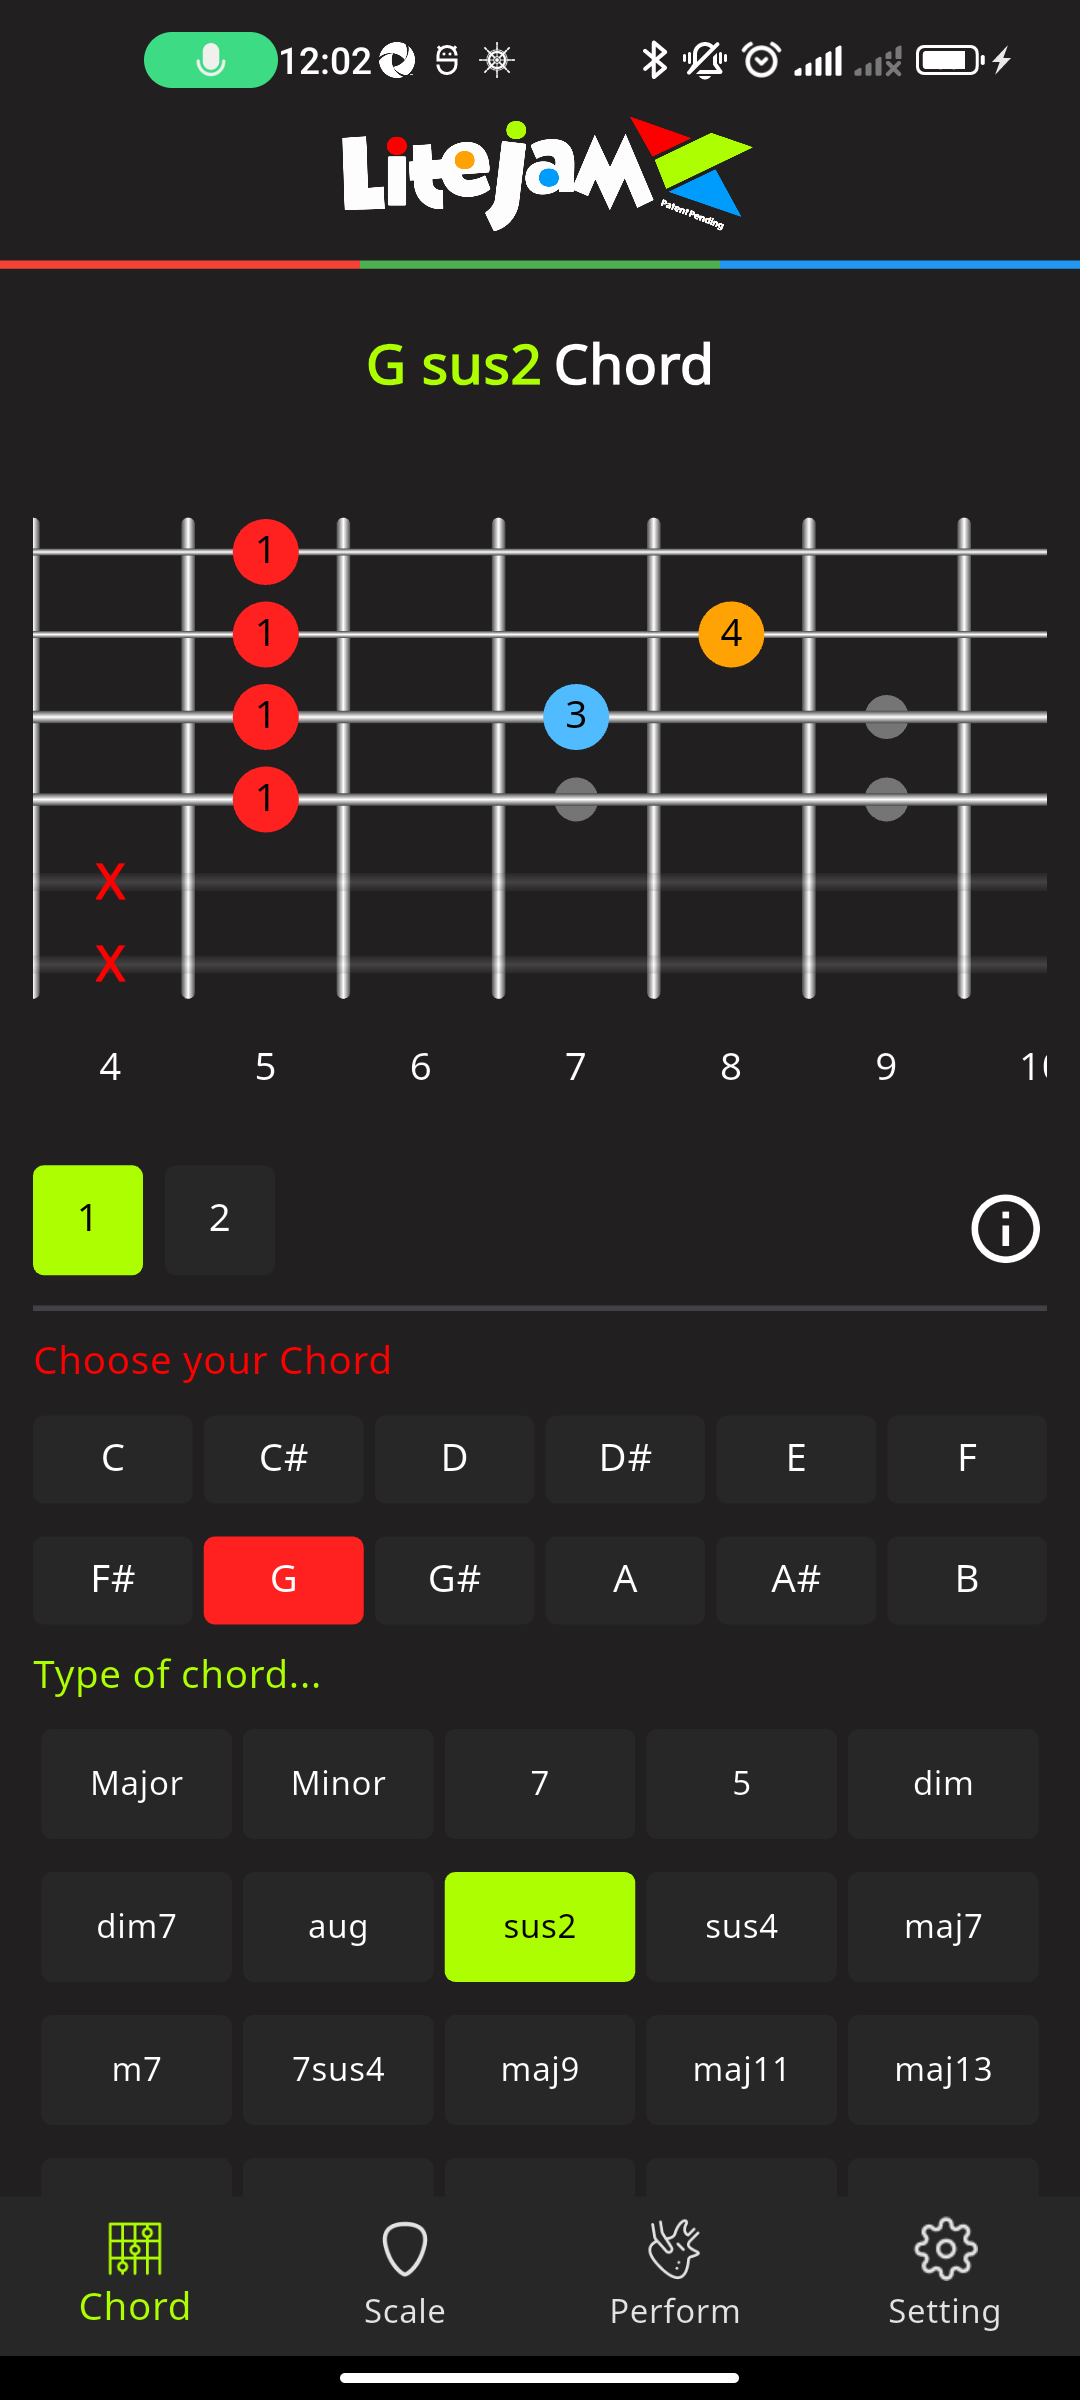 12:02
LiteJam
Patent Pending
G sus2 Chord
1
1 4
1 3
1
X
X
4 5 6 7 8 9
1 2
Choose your Chord
C C# D D# E F
F# G G# A A# B
Type of chord...
Major Minor 7 5 dim
dim7 aug sus2 sus4 maj7
m7 7sus4 maj9 maj11 maj13
Chord Scale Perform Setting